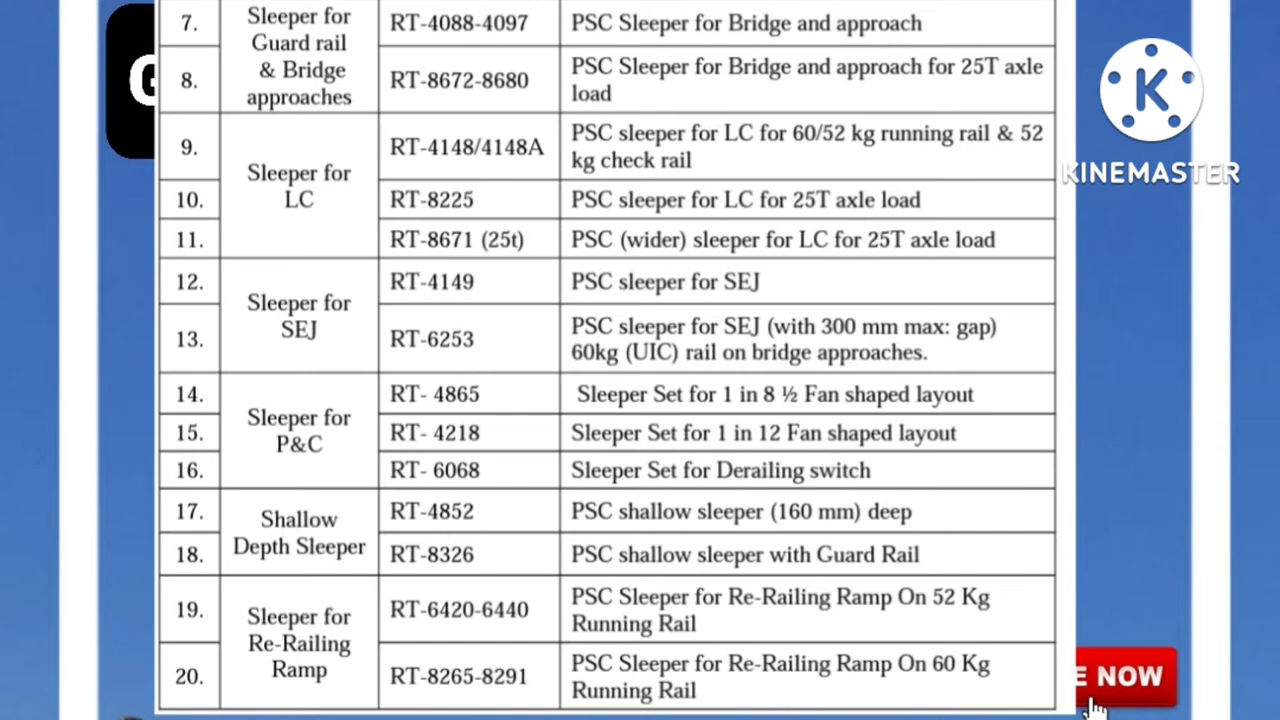 7.
Sleeper for
Guard rail
& Bridge
approaches
RT-4088-4097
PSC Sleeper for Bridge and approach
8.
RT-8672-8680
PSC Sleeper for Bridge and approach for 25T axle
load
9.
Sleeper for
LC
RT-4148/4148A
PSC sleeper for LC for 60/52 kg running rail & 52
kg check rail
10.
RT-8225
PSC sleeper for LC for 25T axle load
11.
RT-8671 (25t)
PSC (wider) sleeper for LC for 25T axle load
12.
Sleeper for
SEJ
RT-4149
PSC sleeper for SEJ
13.
RT-6253
PSC sleeper for SEJ (with 300 mm max: gap)
60kg (UIC) rail on bridge approaches.
14.
Sleeper for
P&C
RT- 4865
Sleeper Set for 1 in 8 ½ Fan shaped layout
15.
RT- 4218
Sleeper Set for 1 in 12 Fan shaped layout
16.
RT- 6068
Sleeper Set for Derailing switch
17.
Shallow
Depth Sleeper
RT-4852
PSC shallow sleeper (160 mm) deep
18.
RT-8326
PSC shallow sleeper with Guard Rail
19.
Sleeper for
Re-Railing
Ramp
RT-6420-6440
PSC Sleeper for Re-Railing Ramp On 52 Kg
Running Rail
20.
RT-8265-8291
PSC Sleeper for Re-Railing Ramp On 60 Kg
Running Rail
K
KINEMASTER
E NOW